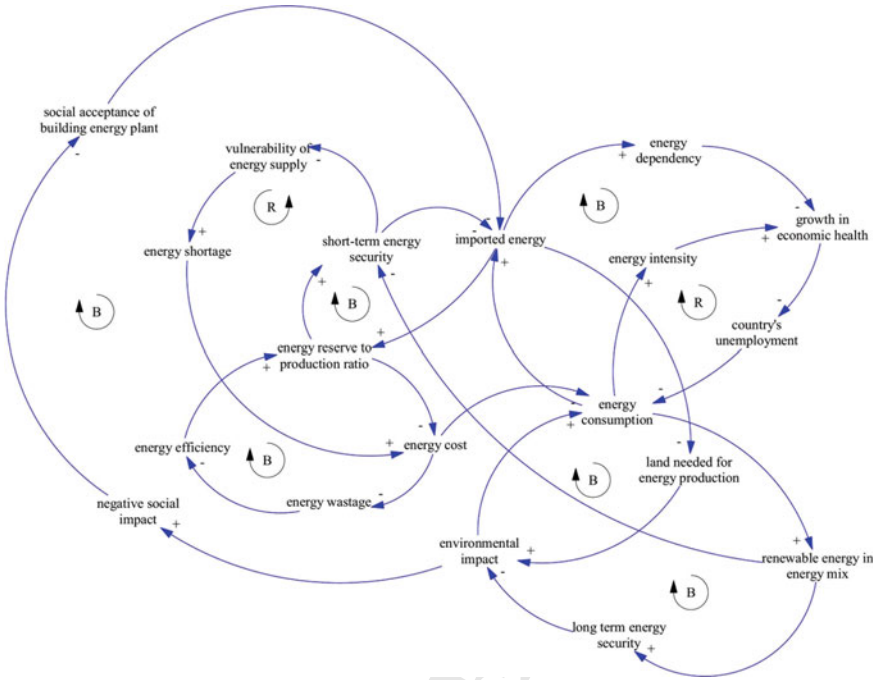 social acceptance of
building energy plant
-
vulnerability of
energy supply
-
energy
dependency
+
R
B
-
growth in
economic health
short-term energy
security
-
-
imported energy
+
energy shortage
+
-
+
energy intensity
+
+
B
B
R
-
country's
unemployment
+
energy reserve to
production ratio
+
-
-
energy
consumption
-
+
energy efficiency
-
B
-
+
energy cost
-
land needed for
energy production
B
energy wastage
-
negative social
impact
+
environmental
impact
+
-
+
renewable energy in
energy mix
B
long term energy
security
+